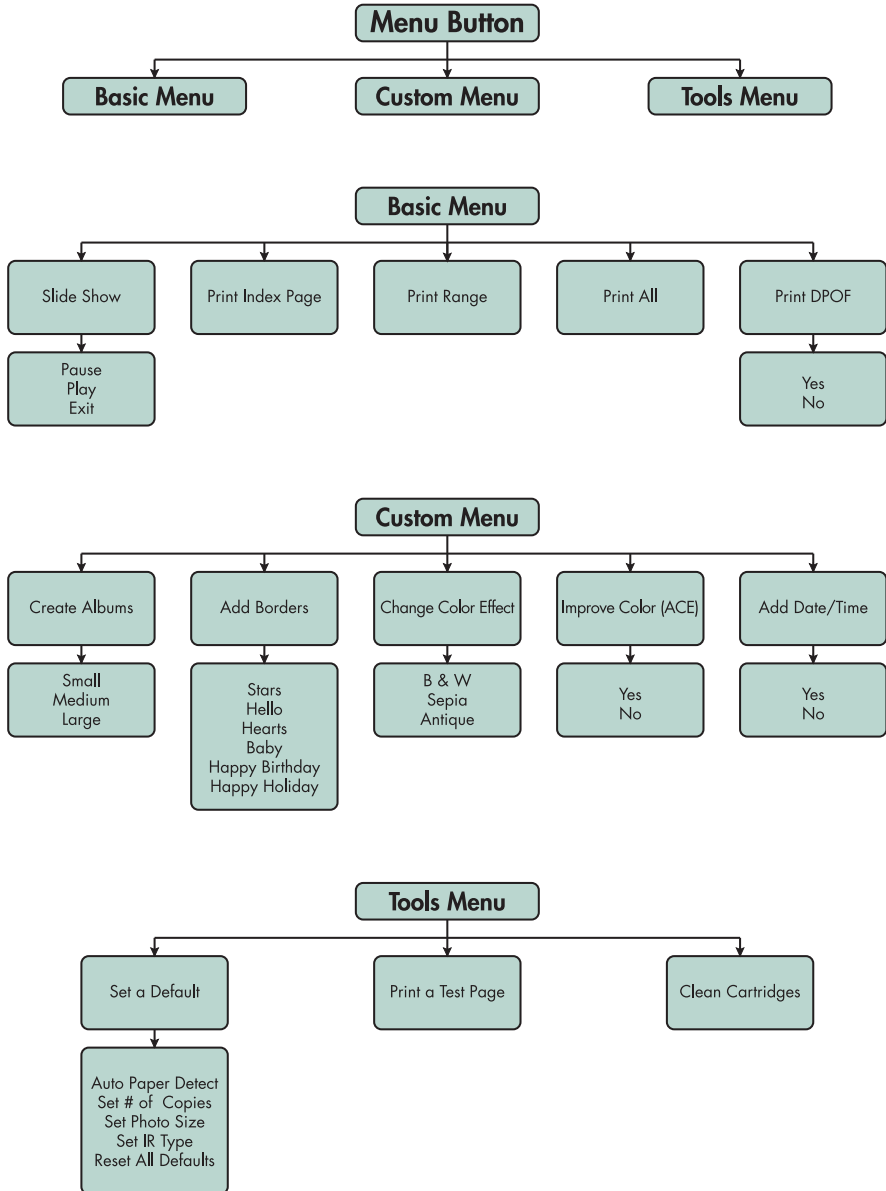 Menu Button
Basic Menu
Custom Menu
Tools Menu
Basic Menu
Slide Show
Print Index Page
Print Range
Print All
Print DPOF
Pause
Play
Exit
Yes
No
Custom Menu
Create Albums
Add Borders
Change Color Effect
Improve Color (ACE)
Add Date/Time
Small
Medium
Large
Stars
Hello
Hearts
Baby
Happy Birthday
Happy Holiday
B & W
Sepia
Antique
Yes
No
Yes
No
Tools Menu
Set a Default
Print a Test Page
Clean Cartridges
Auto Paper Detect
Set # of Copies
Set Photo Size
Set IR Type
Reset All Defaults